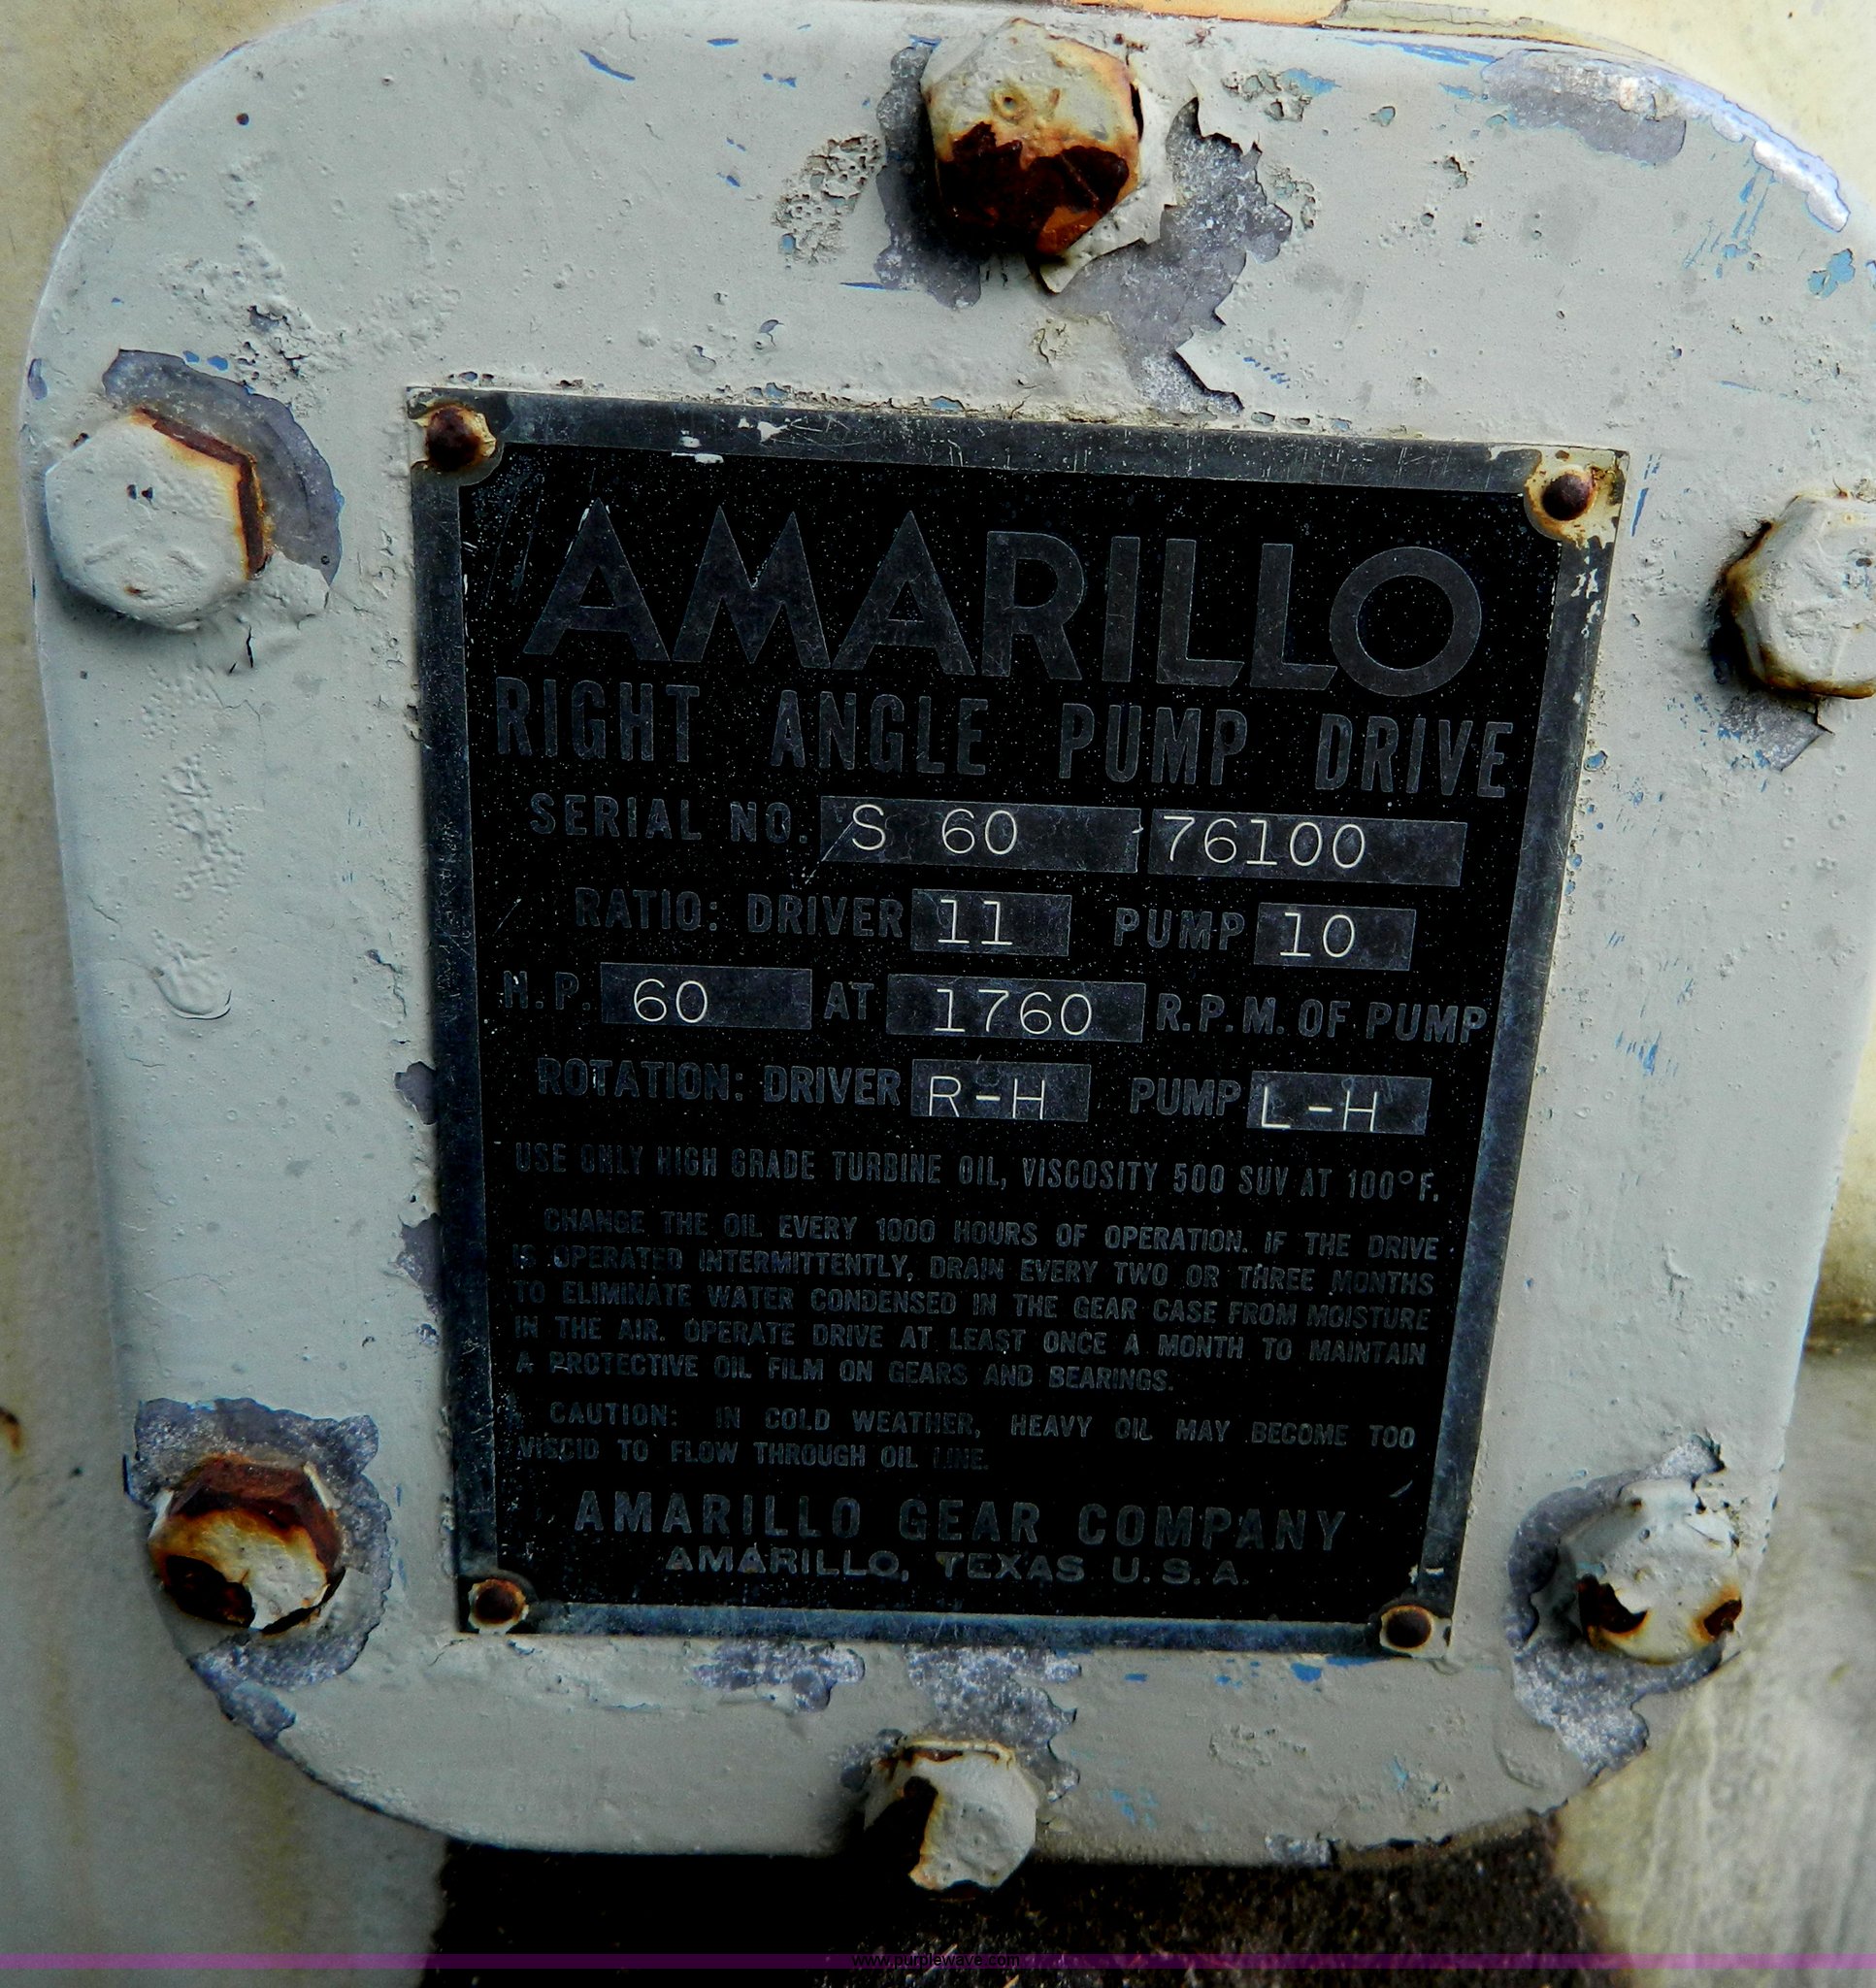 AMARILLO
RIGHT ANGLE PUMP DRIVE
SERIAL NO. S 60 76100
RATIO: DRIVER 11 PUMP 10
H.P. 60 AT 1760 R.P.M. OF PUMP
ROTATION: DRIVER R-H PUMP L-H
USE ONLY HIGH GRADE TURBINE OIL, VISCOSITY 500 SUV AT 100°F.
CHANGE THE OIL EVERY 1000 HOURS OF OPERATION. IF THE DRIVE
IS OPERATED INTERMITTENTLY, DRAIN EVERY TWO OR THREE MONTHS
TO ELIMINATE WATER CONDENSED IN THE GEAR CASE FROM MOISTURE
IN THE AIR. OPERATE DRIVE AT LEAST ONCE A MONTH TO MAINTAIN
A PROTECTIVE OIL FILM ON GEARS AND BEARINGS.
CAUTION: IN COLD WEATHER, HEAVY OIL MAY BECOME TOO
VISCID TO FLOW THROUGH OIL LINE.
AMARILLO GEAR COMPANY
AMARILLO, TEXAS U.S.A.
www.purplewave.com